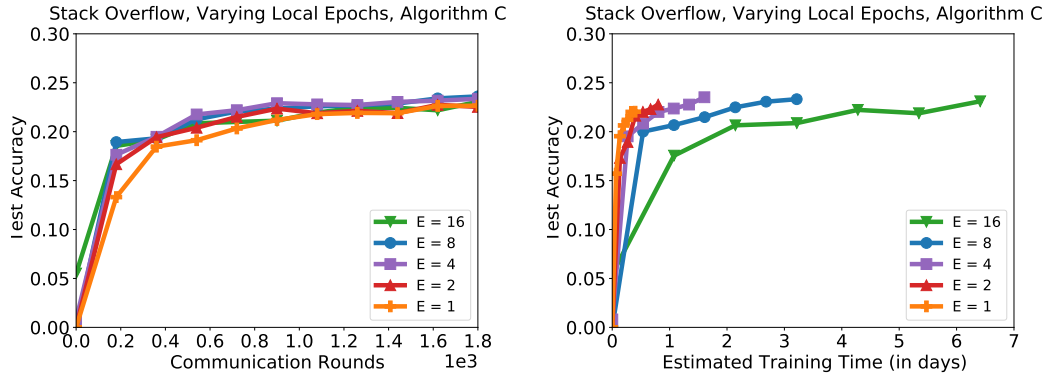 Stack Overflow, Varying Local Epochs, Algorithm C
0.30
0.25
0.20
0.15
0.10
0.05
0.00
Test Accuracy
0.0 0.2 0.4 0.6 0.8 1.0 1.2 1.4 1.6 1.8
1e3
Communication Rounds
E = 16
E = 8
E = 4
E = 2
E = 1
Stack Overflow, Varying Local Epochs, Algorithm C
0.30
0.25
0.20
0.15
0.10
0.05
0.00
Test Accuracy
0 1 2 3 4 5 6 7
Estimated Training Time (in days)
E = 16
E = 8
E = 4
E = 2
E = 1